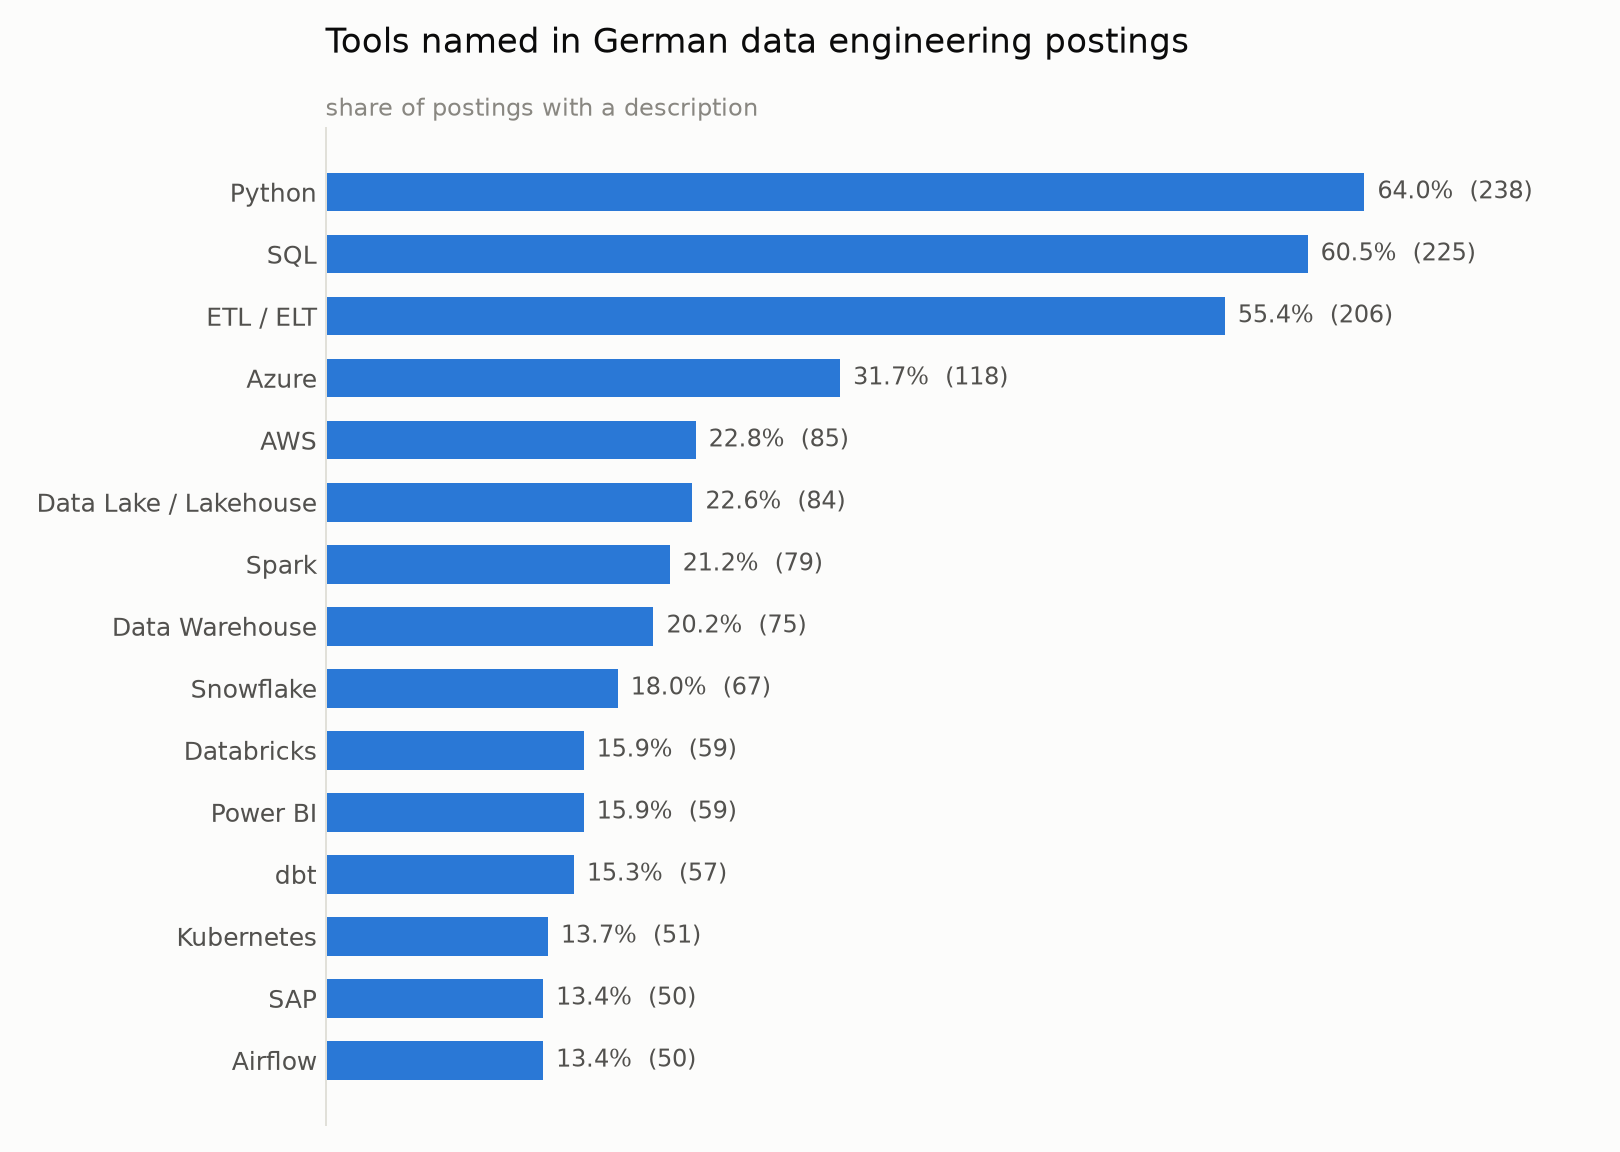 Tools named in German data engineering postings
share of postings with a description
Python 64.0% (238)
SQL 60.5% (225)
ETL / ELT 55.4% (206)
Azure 31.7% (118)
AWS 22.8% (85)
Data Lake / Lakehouse 22.6% (84)
Spark 21.2% (79)
Data Warehouse 20.2% (75)
Snowflake 18.0% (67)
Databricks 15.9% (59)
Power BI 15.9% (59)
dbt 15.3% (57)
Kubernetes 13.7% (51)
SAP 13.4% (50)
Airflow 13.4% (50)